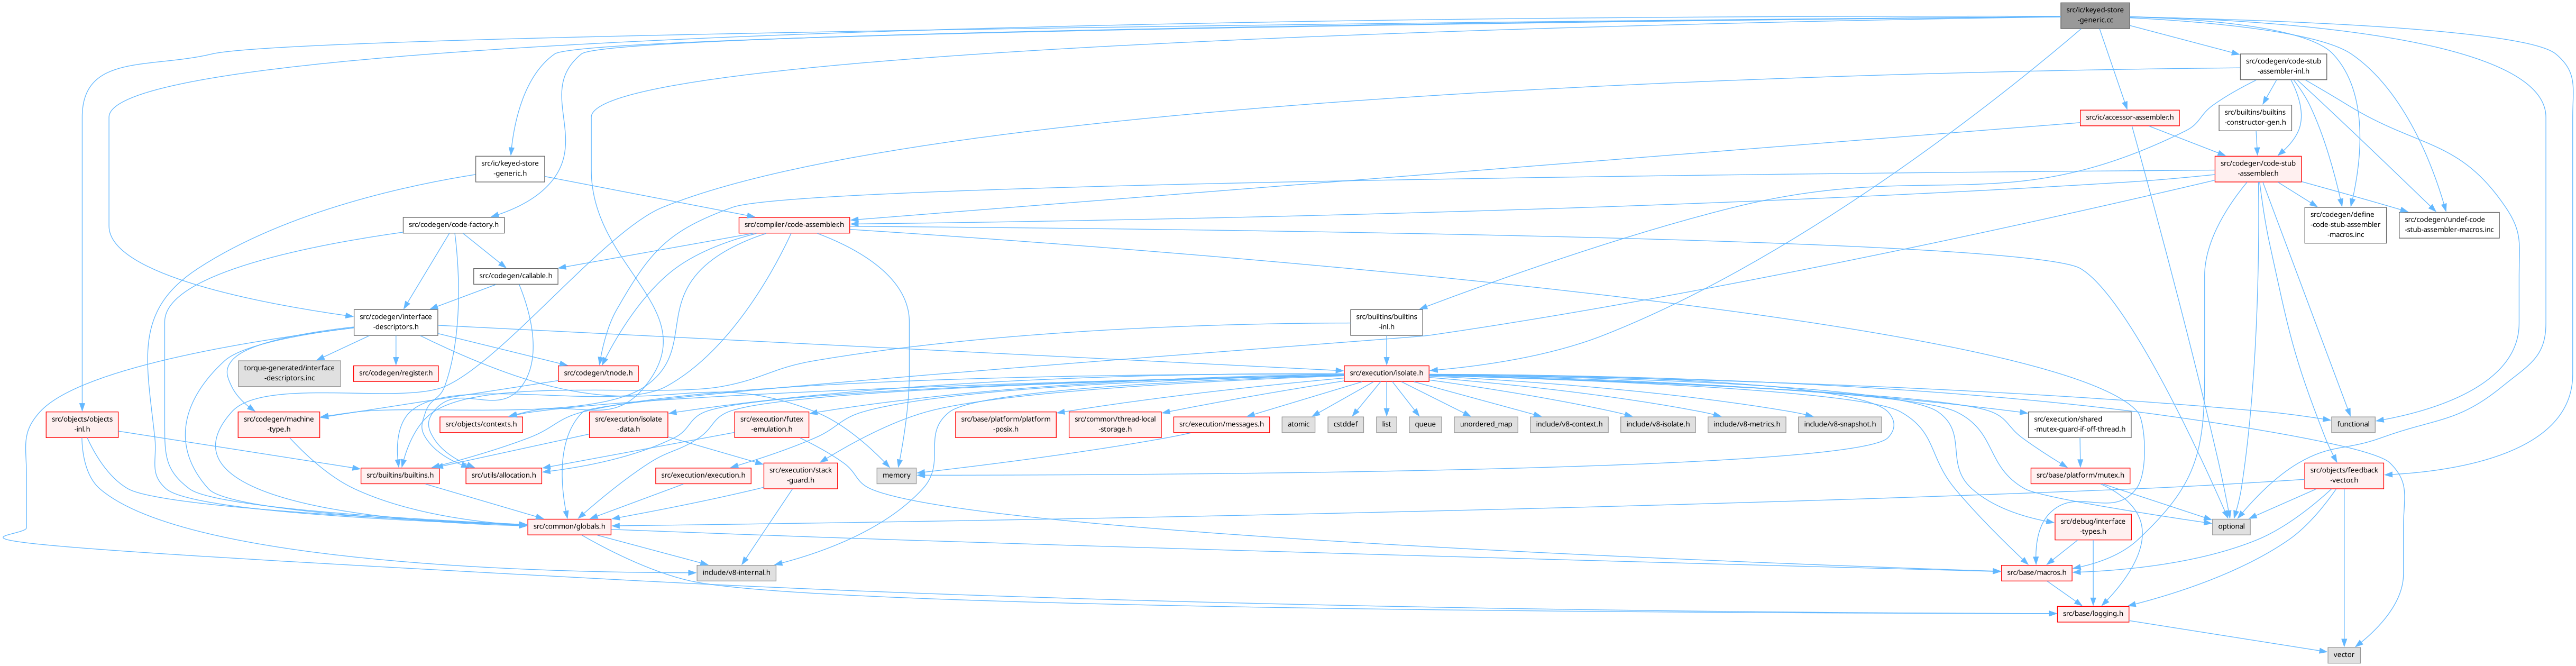 src/ic/keyed-store
-generic.cc
src/codegen/code-stub
-assembler-inl.h
src/ic/accessor-assembler.h
src/builtins/builtins
-constructor-gen.h
src/ic/keyed-store
-generic.h
src/codegen/code-stub
-assembler.h
src/codegen/code-factory.h
src/compiler/code-assembler.h
src/codegen/define
-code-stub-assembler
-macros.inc
src/codegen/undef-code
-stub-assembler-macros.inc
src/codegen/callable.h
src/codegen/interface
-descriptors.h
src/builtins/builtins
-inl.h
torque-generated/interface
-descriptors.inc
src/codegen/register.h
src/codegen/tnode.h
src/execution/isolate.h
src/objects/objects
-inl.h
src/codegen/machine
-type.h
src/objects/contexts.h
src/execution/isolate
-data.h
src/execution/futex
-emulation.h
src/base/platform/platform
-posix.h
src/common/thread-local
-storage.h
src/execution/messages.h
atomic
cstddef
list
queue
unordered_map
include/v8-context.h
include/v8-isolate.h
include/v8-metrics.h
include/v8-snapshot.h
src/execution/shared
-mutex-guard-if-off-thread.h
functional
src/builtins/builtins.h
src/utils/allocation.h
src/execution/execution.h
src/execution/stack
-guard.h
memory
src/base/platform/mutex.h
src/objects/feedback
-vector.h
src/common/globals.h
src/debug/interface
-types.h
optional
include/v8-internal.h
src/base/macros.h
src/base/logging.h
vector